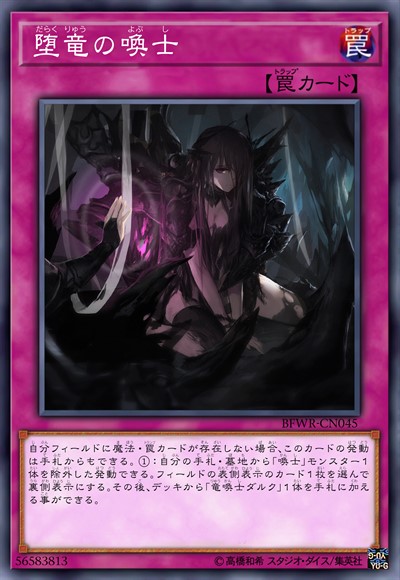 堕竜の喚士
罠
【罠カード】
BFWR-CN045
自分フィールドに魔法・罠カードが存在しない場合、このカードの発動
は手札からもできる。①：自分の手札・墓地から「喚士」モンスター1
体を除外した発動できる。フィールドの表側表示のカード1枚を選んで
裏側表示にする。その後、デッキから「竜喚士ダルク」1体を手札に加え
る事ができる。
56583813
©高橋和希 スタジオ・ダイス/集英社